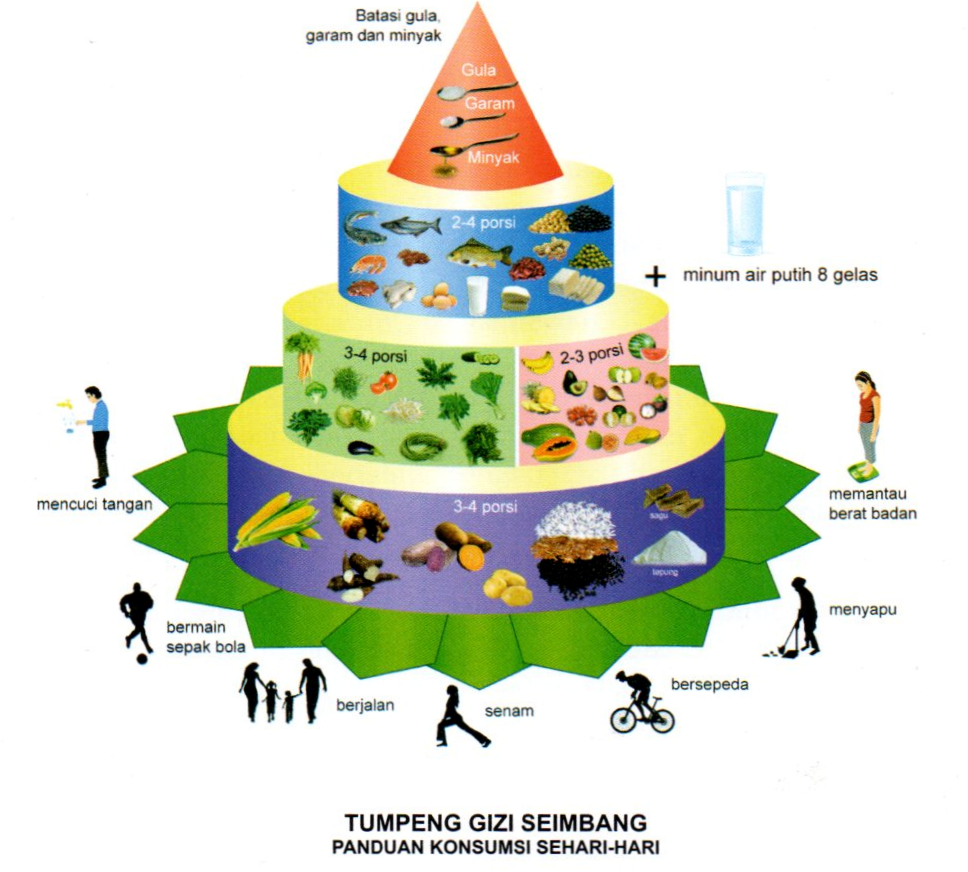 Batasi gula,
garam dan minyak
Gula
Garam
Minyak
2-4 porsi
+ minum air putih 8 gelas
3-4 porsi
2-3 porsi
3-4 porsi
sagu
tepung
mencuci tangan
memantau
berat badan
bermain
sepak bola
menyapu
berjalan
senam
bersepeda
TUMPENG GIZI SEIMBANG
PANDUAN KONSUMSI SEHARI-HARI